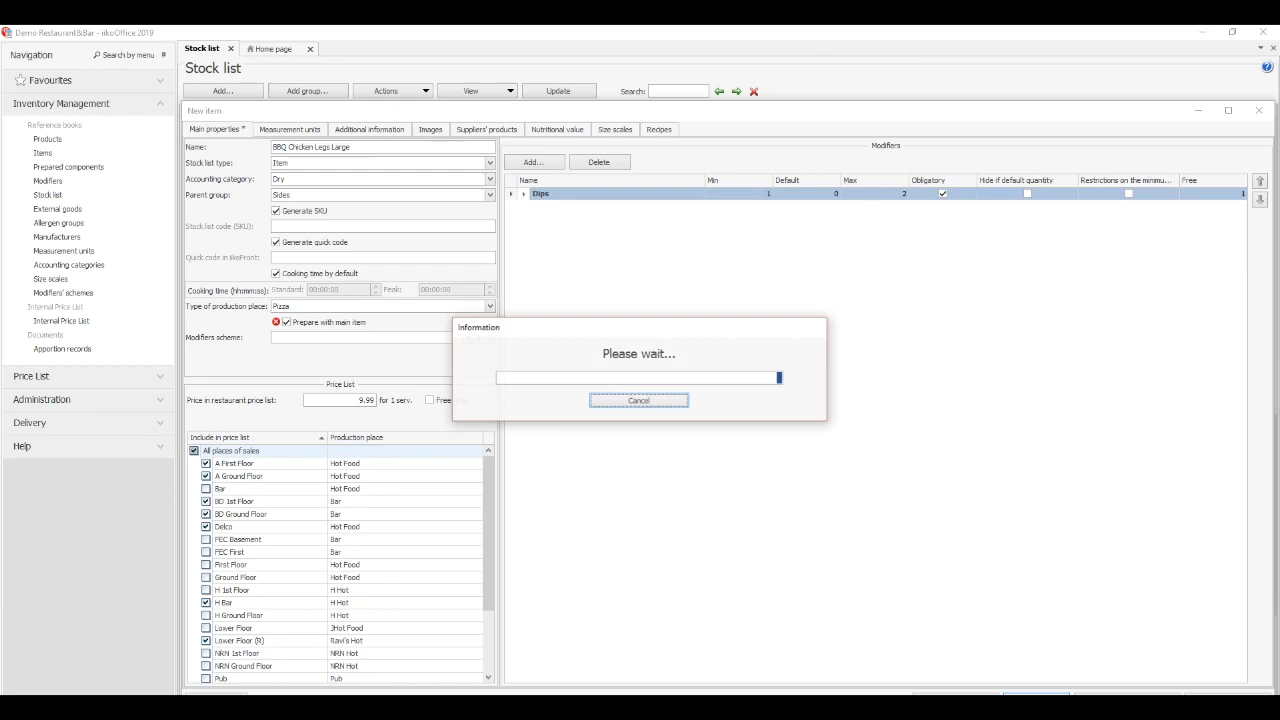 Demo Restaurant&Bar - iikoOffice 2019
Navigation
Search by menu
Stock list
Home page
Favourites
Stock list
Inventory Management
Add...
Add group...
Actions
View
Update
Search:
Reference books
Products
Items
Prepared components
Modifiers
Stock list
External goods
Allergen groups
Manufacturers
Measurement units
Accounting categories
Size scales
Modifiers' schemes
Internal Price List
Internal Price List
Documents
Apportion records
Price List
Administration
Delivery
Help
New item
Main properties *
Measurement units
Additional information
Images
Suppliers' products
Nutritional value
Size scales
Recipes
Name:
BBQ Chicken Legs Large
Stock list type:
Item
Accounting category:
Dry
Parent group:
Sides
Generate SKU
Stock list code (SKU):
Generate quick code
Quick code in iikoFront:
Cooking time by default
Cooking time (hh:mm:ss):
Standard:
00:00:00
Peak:
00:00:00
Type of production place:
Pizza
Prepare with main item
Modifiers scheme:
Price List
Price in restaurant price list:
9.99
for 1 serv.
Include in price list
Production place
All places of sales
A First Floor Hot Food
A Ground Floor Hot Food
Bar Hot Food
BD 1st Floor Bar
BD Ground Floor Bar
Delco Hot Food
FEC Basement Bar
FEC First Bar
First Floor Hot Food
Ground Floor Hot Food
H 1st Floor H Hot
H Bar H Hot
H Ground Floor H Hot
Lower Floor JHot Food
Lower Floor (R) Ravi's Hot
NRN 1st Floor NRN Hot
NRN Ground Floor NRN Hot
Pub Pub
Modifiers
Add...
Delete
Name Min Default Max Obligatory Hide if default quantity Restrictions on the minimu... Free
Dips 1 0 2 1
Information
Please wait...
Cancel